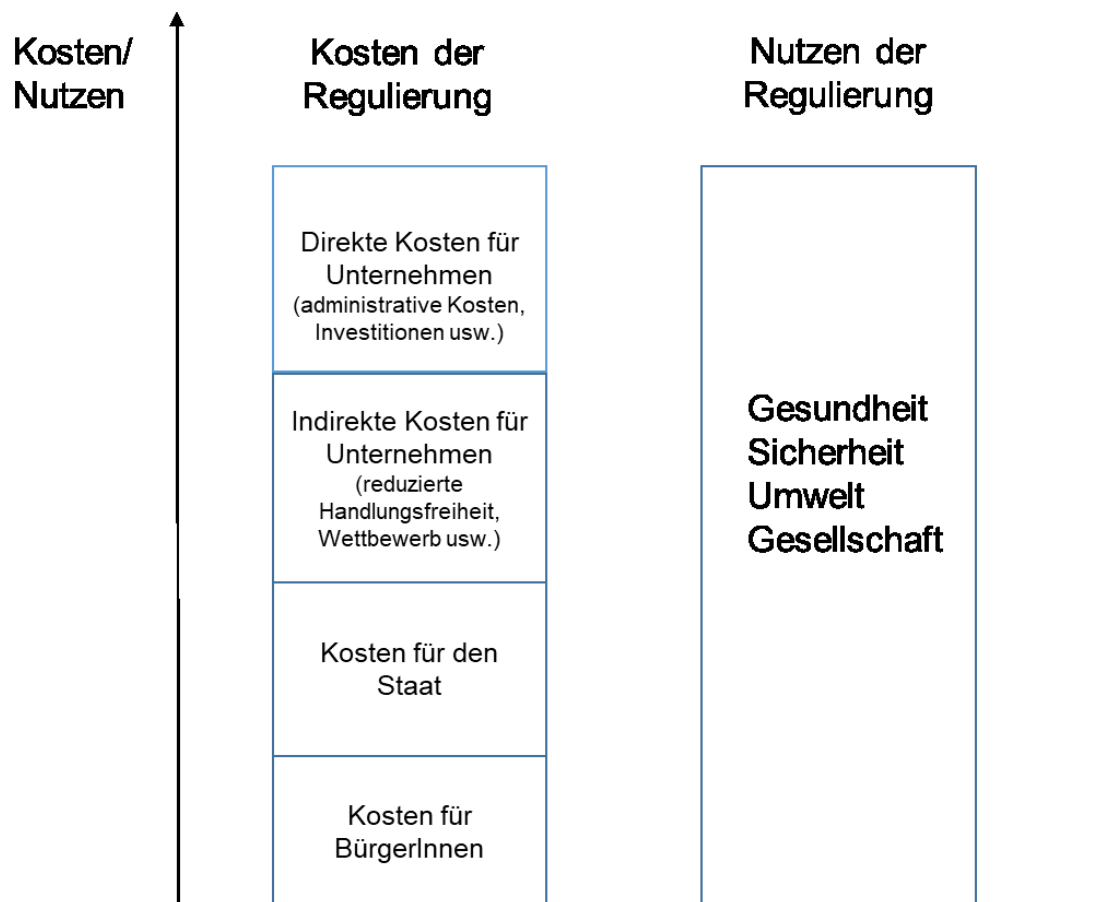 Kosten/
Nutzen
Kosten der
Regulierung
Nutzen der
Regulierung
Direkte Kosten für
Unternehmen
(administrative Kosten,
Investitionen usw.)
Indirekte Kosten für
Unternehmen
(reduzierte
Handlungsfreiheit,
Wettbewerb usw.)
Kosten für den
Staat
Kosten für
BürgerInnen
Gesundheit
Sicherheit
Umwelt
Gesellschaft